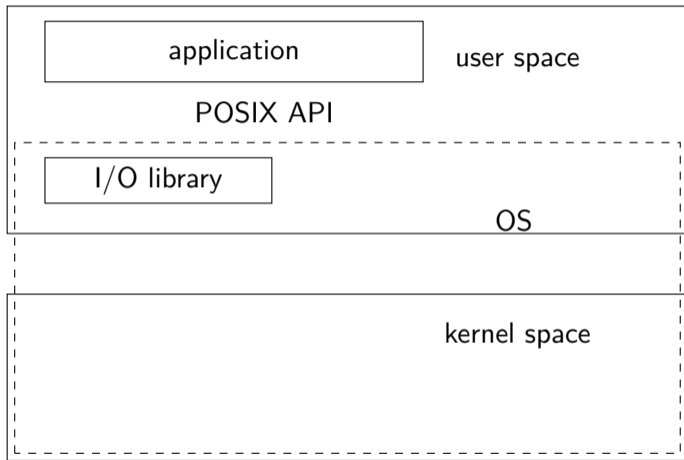 application
user space
POSIX API
I/O library
OS
kernel space